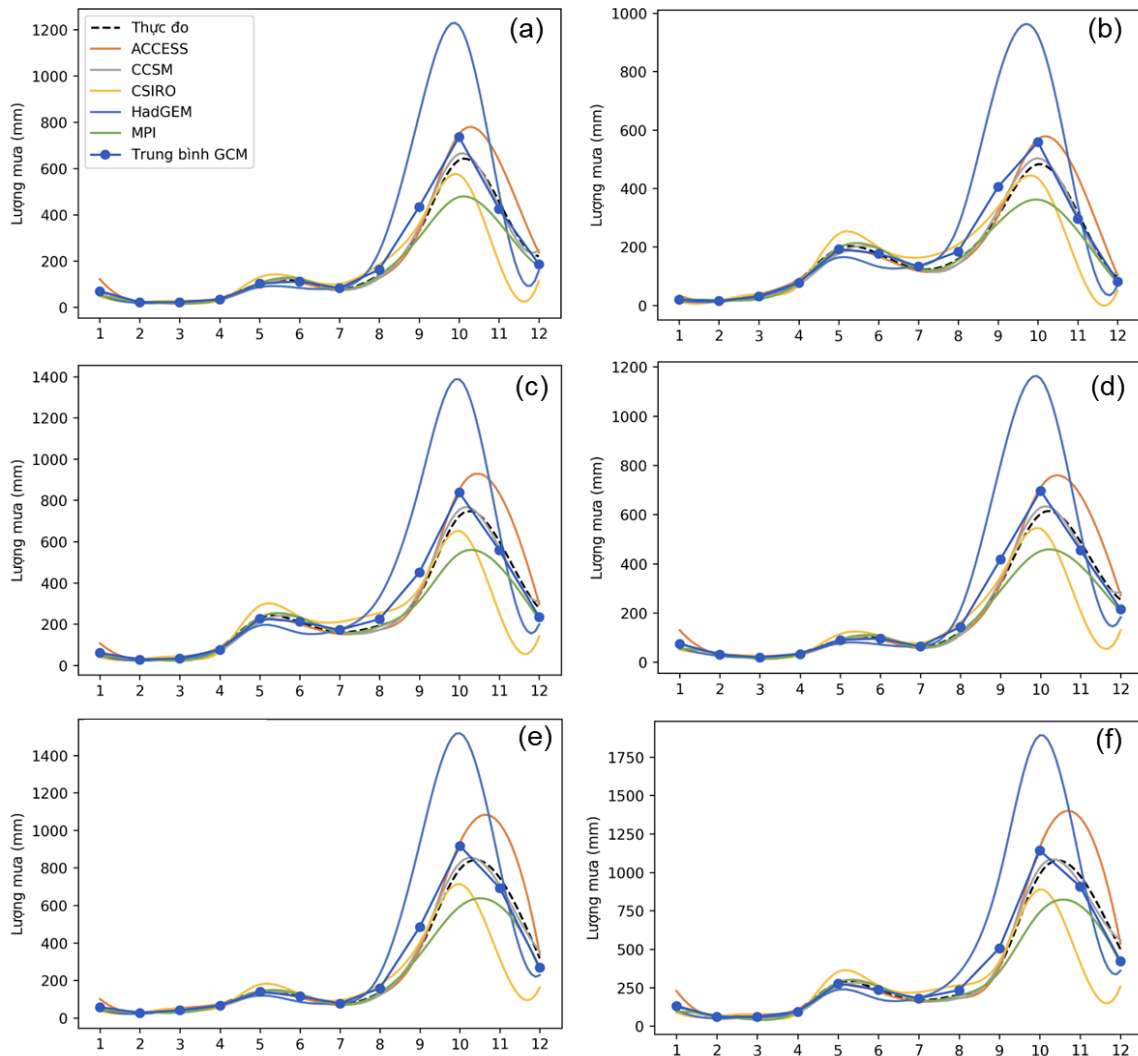 (a)
Lượng mưa (mm)
1200
1000
800
600
400
200
0
Thực đo
ACCESS
CCSM
CSIRO
HadGEM
MPI
Trung bình GCM
1 2 3 4 5 6 7 8 9 10 11 12
(b)
Lượng mưa (mm)
1000
800
600
400
200
0
1 2 3 4 5 6 7 8 9 10 11 12
(c)
Lượng mưa (mm)
1400
1200
1000
800
600
400
200
0
1 2 3 4 5 6 7 8 9 10 11 12
(d)
Lượng mưa (mm)
1200
1000
800
600
400
200
0
1 2 3 4 5 6 7 8 9 10 11 12
(e)
Lượng mưa (mm)
1400
1200
1000
800
600
400
200
0
1 2 3 4 5 6 7 8 9 10 11 12
(f)
Lượng mưa (mm)
1750
1500
1250
1000
750
500
250
0
1 2 3 4 5 6 7 8 9 10 11 12